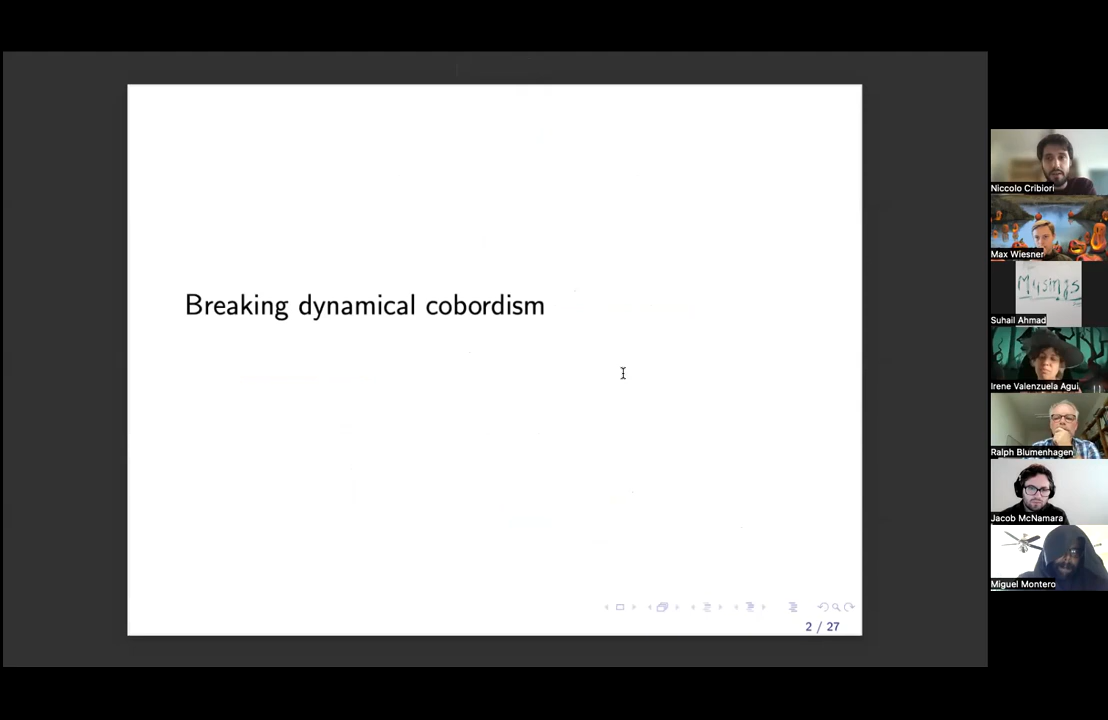 Breaking dynamical cobordism
2 / 27
Niccolo Cribiori
Max Wiesner
Musings
Suhail Ahmad
Irene Valenzuela Agui
Ralph Blumenhagen
Jacob McNamara
Miguel Montero